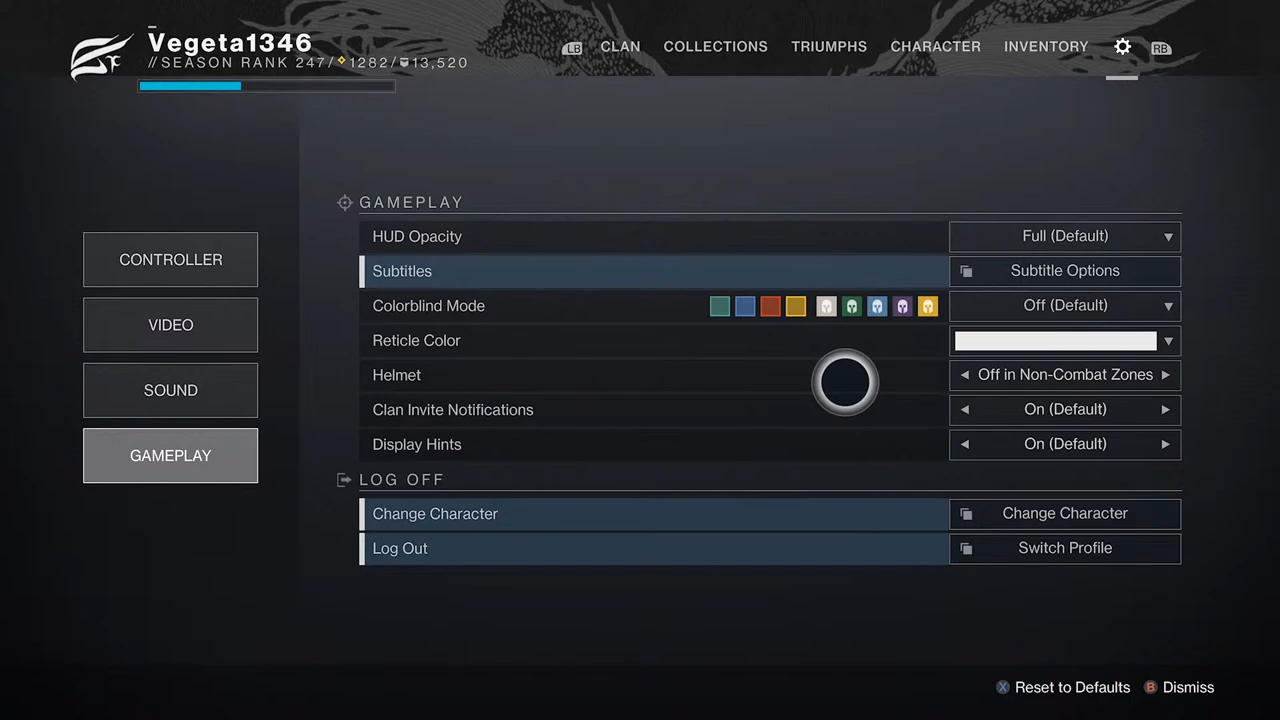 Vegeta1346
//SEASON RANK 247/1282/13,520
LB CLAN COLLECTIONS TRIUMPHS CHARACTER INVENTORY RB
CONTROLLER
VIDEO
SOUND
GAMEPLAY
GAMEPLAY
HUD Opacity Full (Default)
Subtitles Subtitle Options
Colorblind Mode Off (Default)
Reticle Color
Helmet Off in Non-Combat Zones
Clan Invite Notifications On (Default)
Display Hints On (Default)
LOG OFF
Change Character Change Character
Log Out Switch Profile
X Reset to Defaults B Dismiss